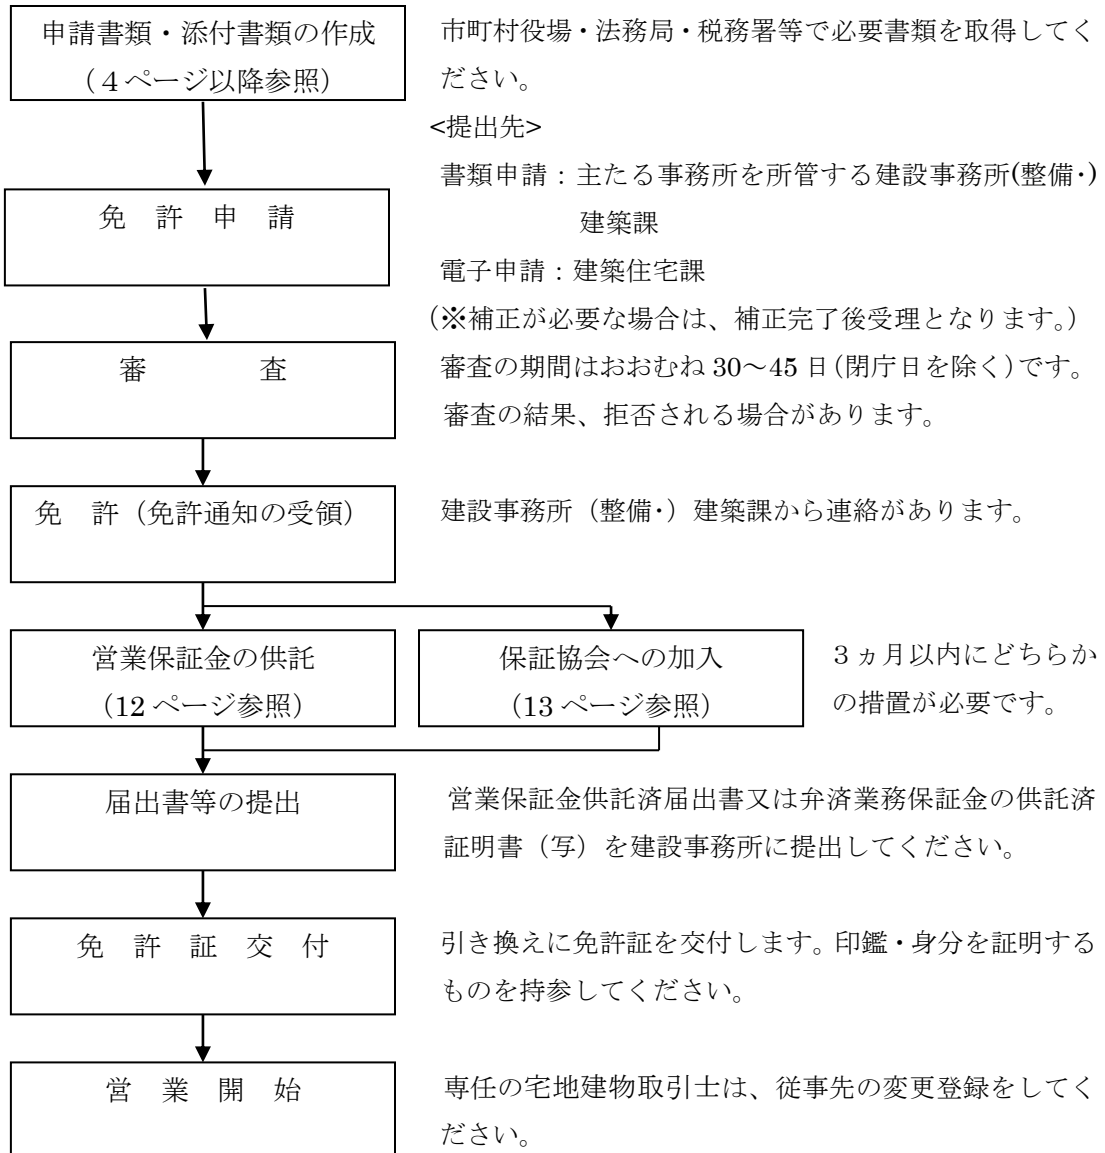 申請書類・添付書類の作成
（４ページ以降参照）
市町村役場・法務局・税務署等で必要書類を取得してく
ださい。
<提出先>
書類申請：主たる事務所を所管する建設事務所(整備・)
建築課
免　許　申　請
電子申請：建築住宅課
（※補正が必要な場合は、補正完了後受理となります。）
審　　　　査
審査の期間はおおむね 30～45 日（閉庁日を除く）です。
審査の結果、拒否される場合があります。
免　許（免許通知の受領）
建設事務所（整備・）建築課から連絡があります。
営業保証金の供託
（12 ページ参照）
保証協会への加入
（13 ページ参照）
３ヵ月以内にどちらか
の措置が必要です。
届出書等の提出
営業保証金供託済届出書又は弁済業務保証金の供託済
証明書（写）を建設事務所に提出してください。
免　許　証　交　付
引き換えに免許証を交付します。印鑑・身分を証明する
ものを持参してください。
営　業　開　始
専任の宅地建物取引士は、従事先の変更登録をしてく
ださい。